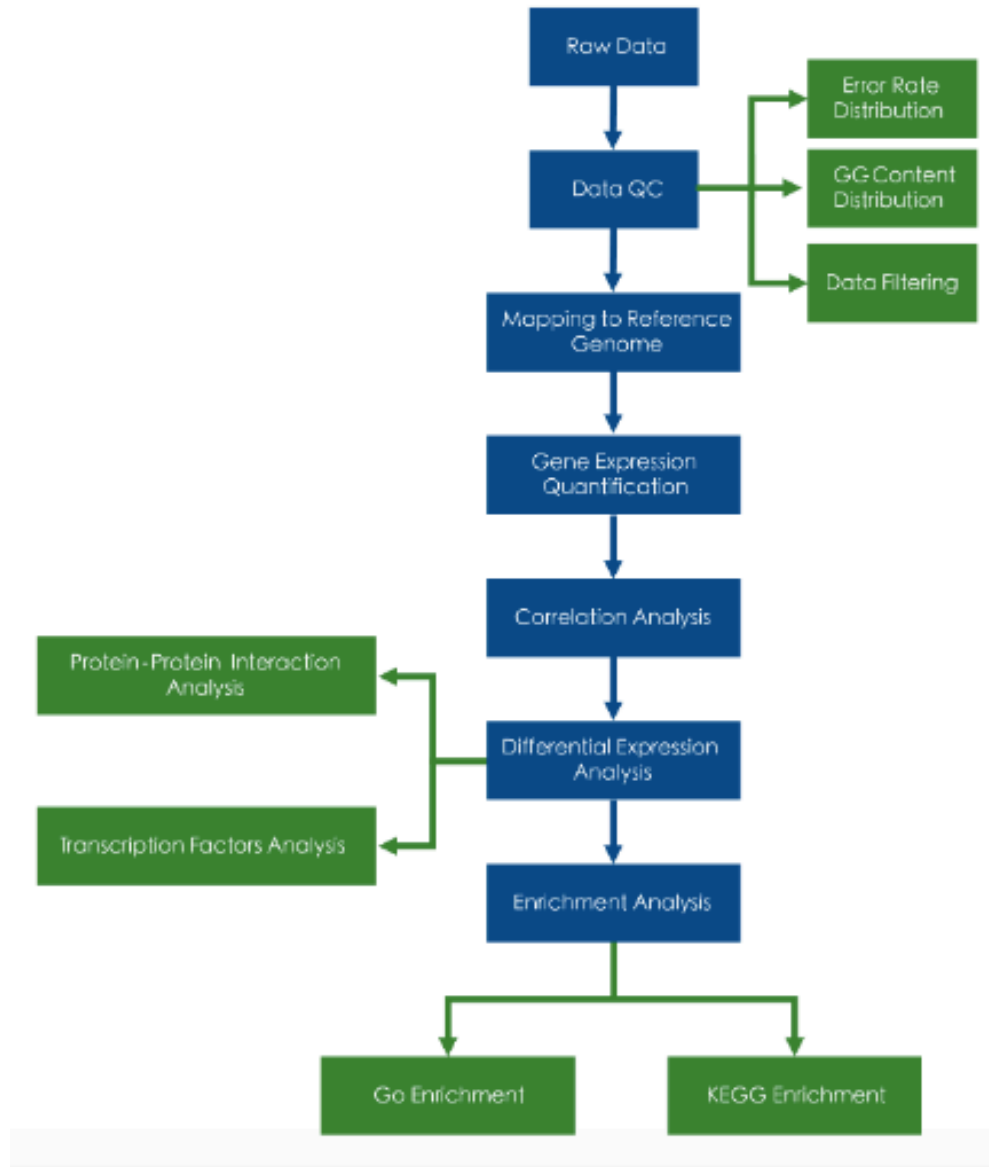 Raw Data
Error Rate
Distribution
Data QC
GG Content
Distribution
Data Filtering
Mapping to Reference
Genome
Gene Expression
Quantification
Correlation Analysis
Protein-Protein Interaction
Analysis
Differential Expression
Analysis
Transcription Factors Analysis
Enrichment Analysis
Go Enrichment
KEGG Enrichment